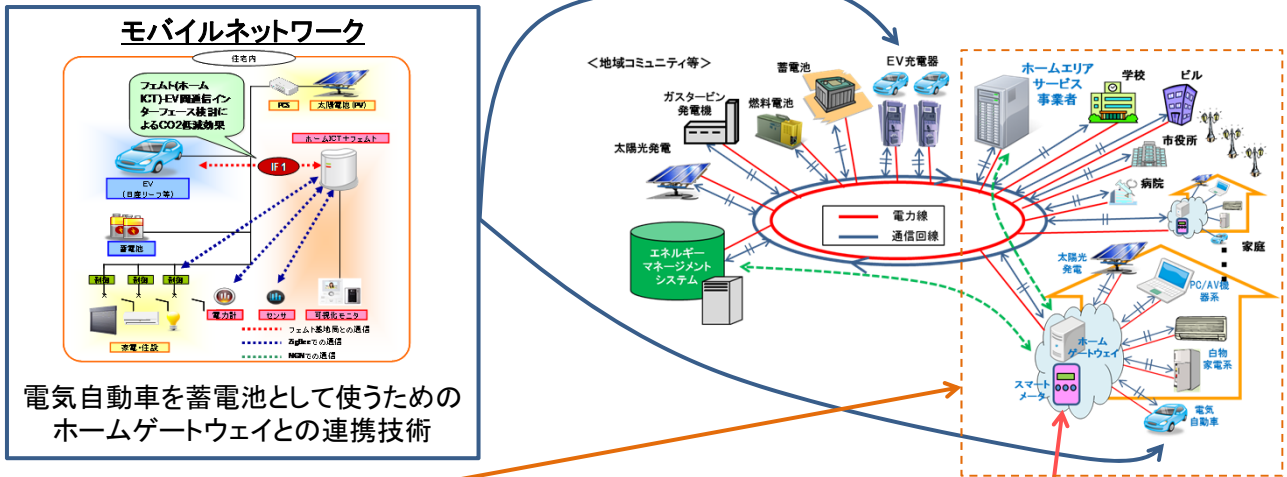 モバイルネットワーク
住宅内
フェムト(ホーム
ICT)-EV間通信イン
ターフェース検討に
よるCO2低減効果
PCS
太陽電池(PV)
ホームICT+フェムト
IF1
EV
(日産リーフ等)
蓄電池
制御
制御
制御
電力計
センサ
可視化モニタ
家電・住設
フェムト基地局との通信
ZigBeeでの通信
NGNでの通信
電気自動車を蓄電池として使うための
ホームゲートウェイとの連携技術
<地域コミュニティ等>
蓄電池
EV充電器
ガスタービン
発電機
燃料電池
太陽光発電
エネルギー
マネージメント
システム
電力線
通信回線
ホームエリア
サービス
事業者
学校
ビル
市役所
病院
家庭
太陽光
発電
PC/AV機
器系
ホーム
ゲートウェイ
スマート
メータ
白物
家電系
電気
自動車